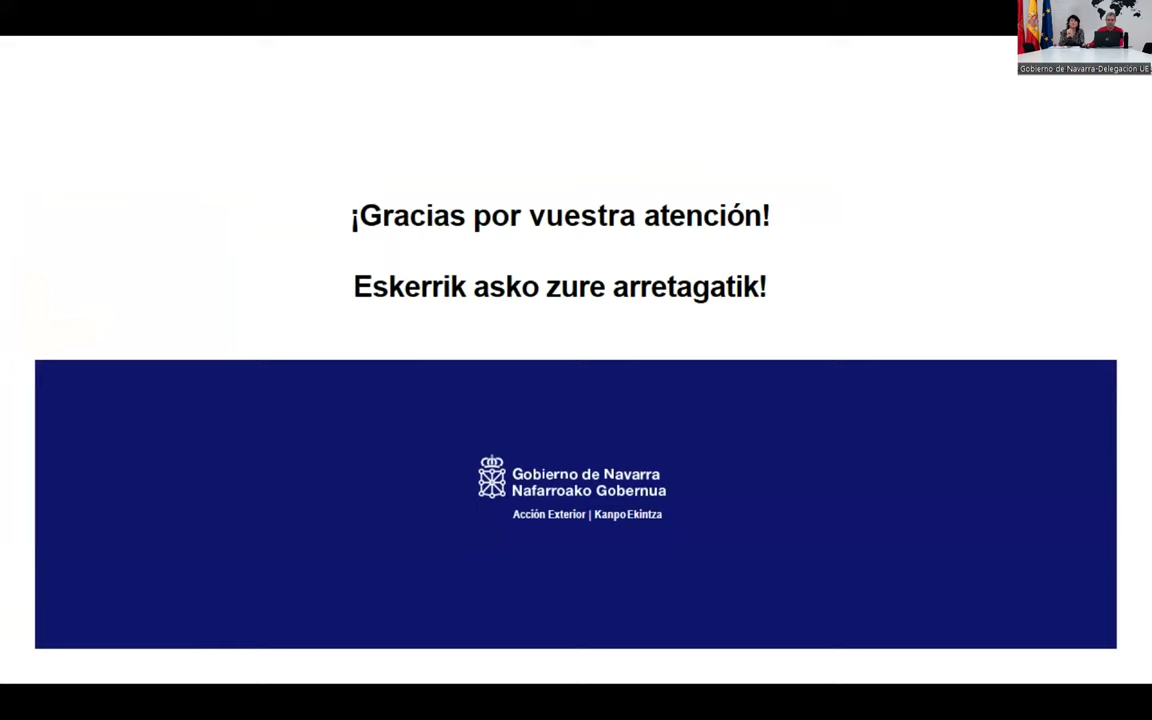 Gobierno de Navarra-Delegación UE
¡Gracias por vuestra atención!
Eskerrik asko zure arretagatik!
Gobierno de Navarra
Nafarroako Gobernua
Acción Exterior | Kanpo Ekintza